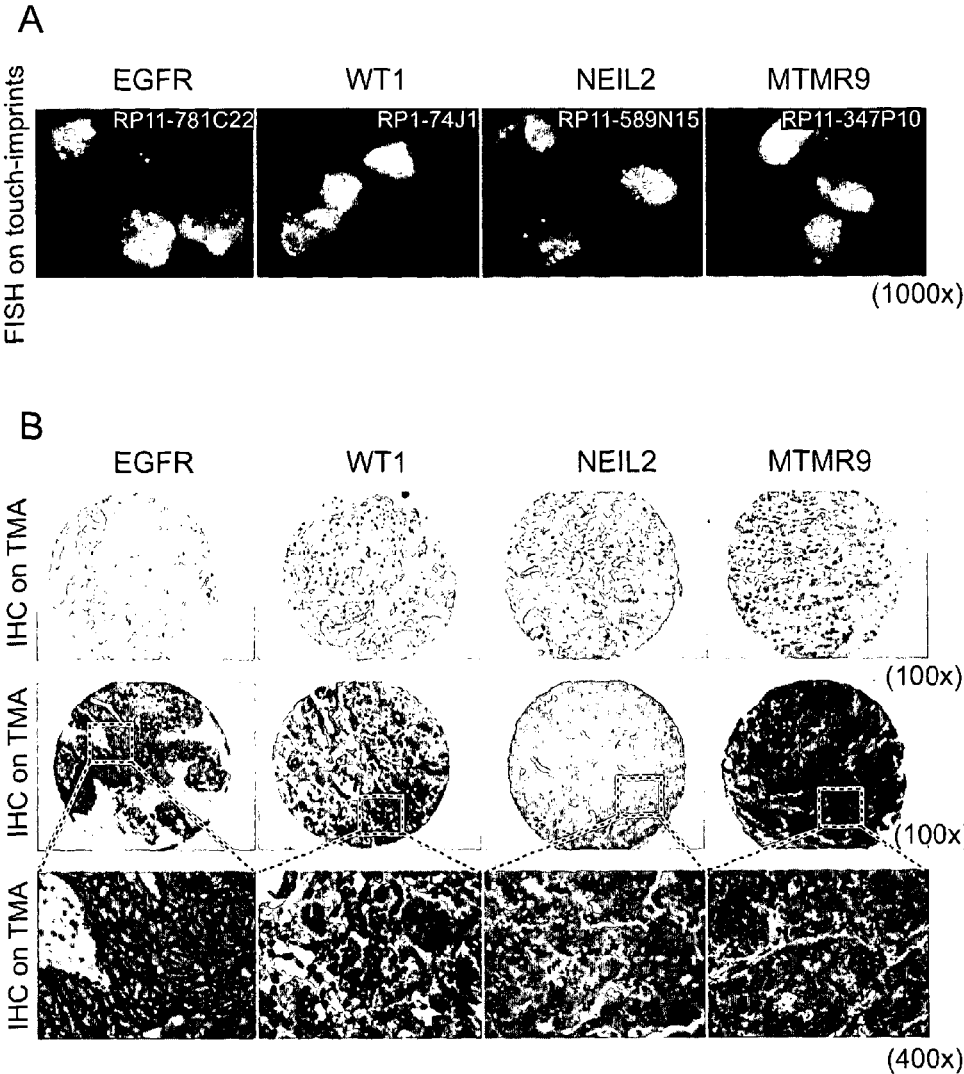 A
EGFR WT1 NEIL2 MTMR9
FISH on touch-imprints
RP11-781C22 RP1-74J1 RP11-589N15 RP11-347P10
(1000x)
B
EGFR WT1 NEIL2 MTMR9
IHC on TMA
(100x)
IHC on TMA
(100x)
IHC on TMA
(400x)